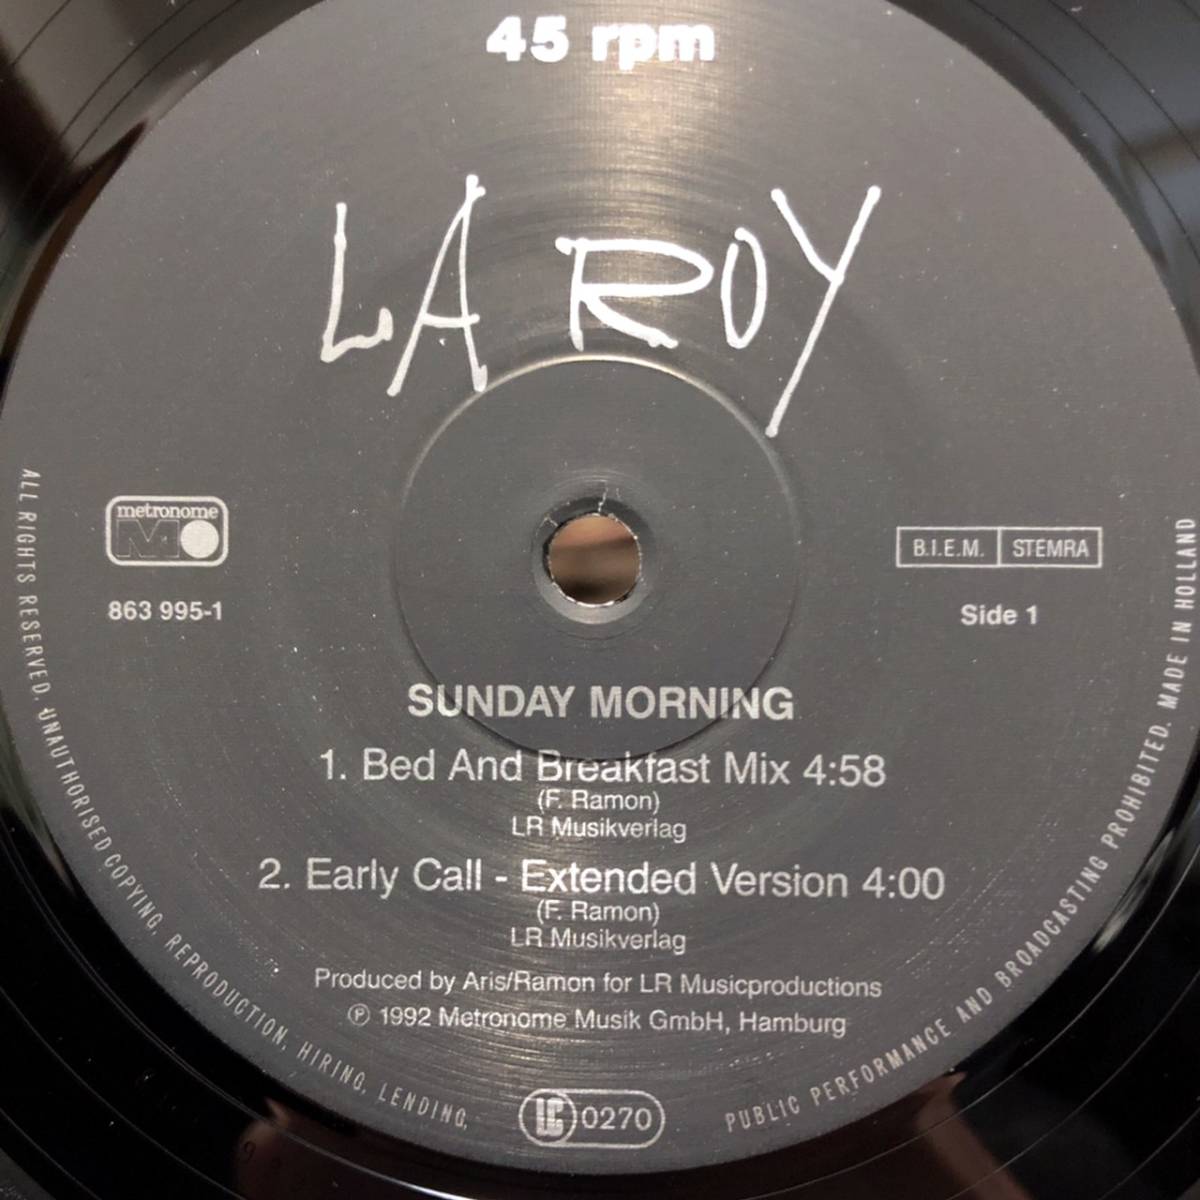 45 rpm
LA ROY
metronome
863 995-1
B.I.E.M. STEMRA
Side 1
SUNDAY MORNING
1. Bed And Breakfast Mix 4:58
(F. Ramon)
LR Musikverlag
2. Early Call - Extended Version 4:00
(F. Ramon)
LR Musikverlag
Produced by Aris/Ramon for LR Musicproductions
℗ 1992 Metronome Musik GmbH, Hamburg
LC 0270
ALL RIGHTS RESERVED. UNAUTHORISED COPYING, REPRODUCTION, HIRING, LENDING, PUBLIC PERFORMANCE AND BROADCASTING PROHIBITED. MADE IN HOLLAND